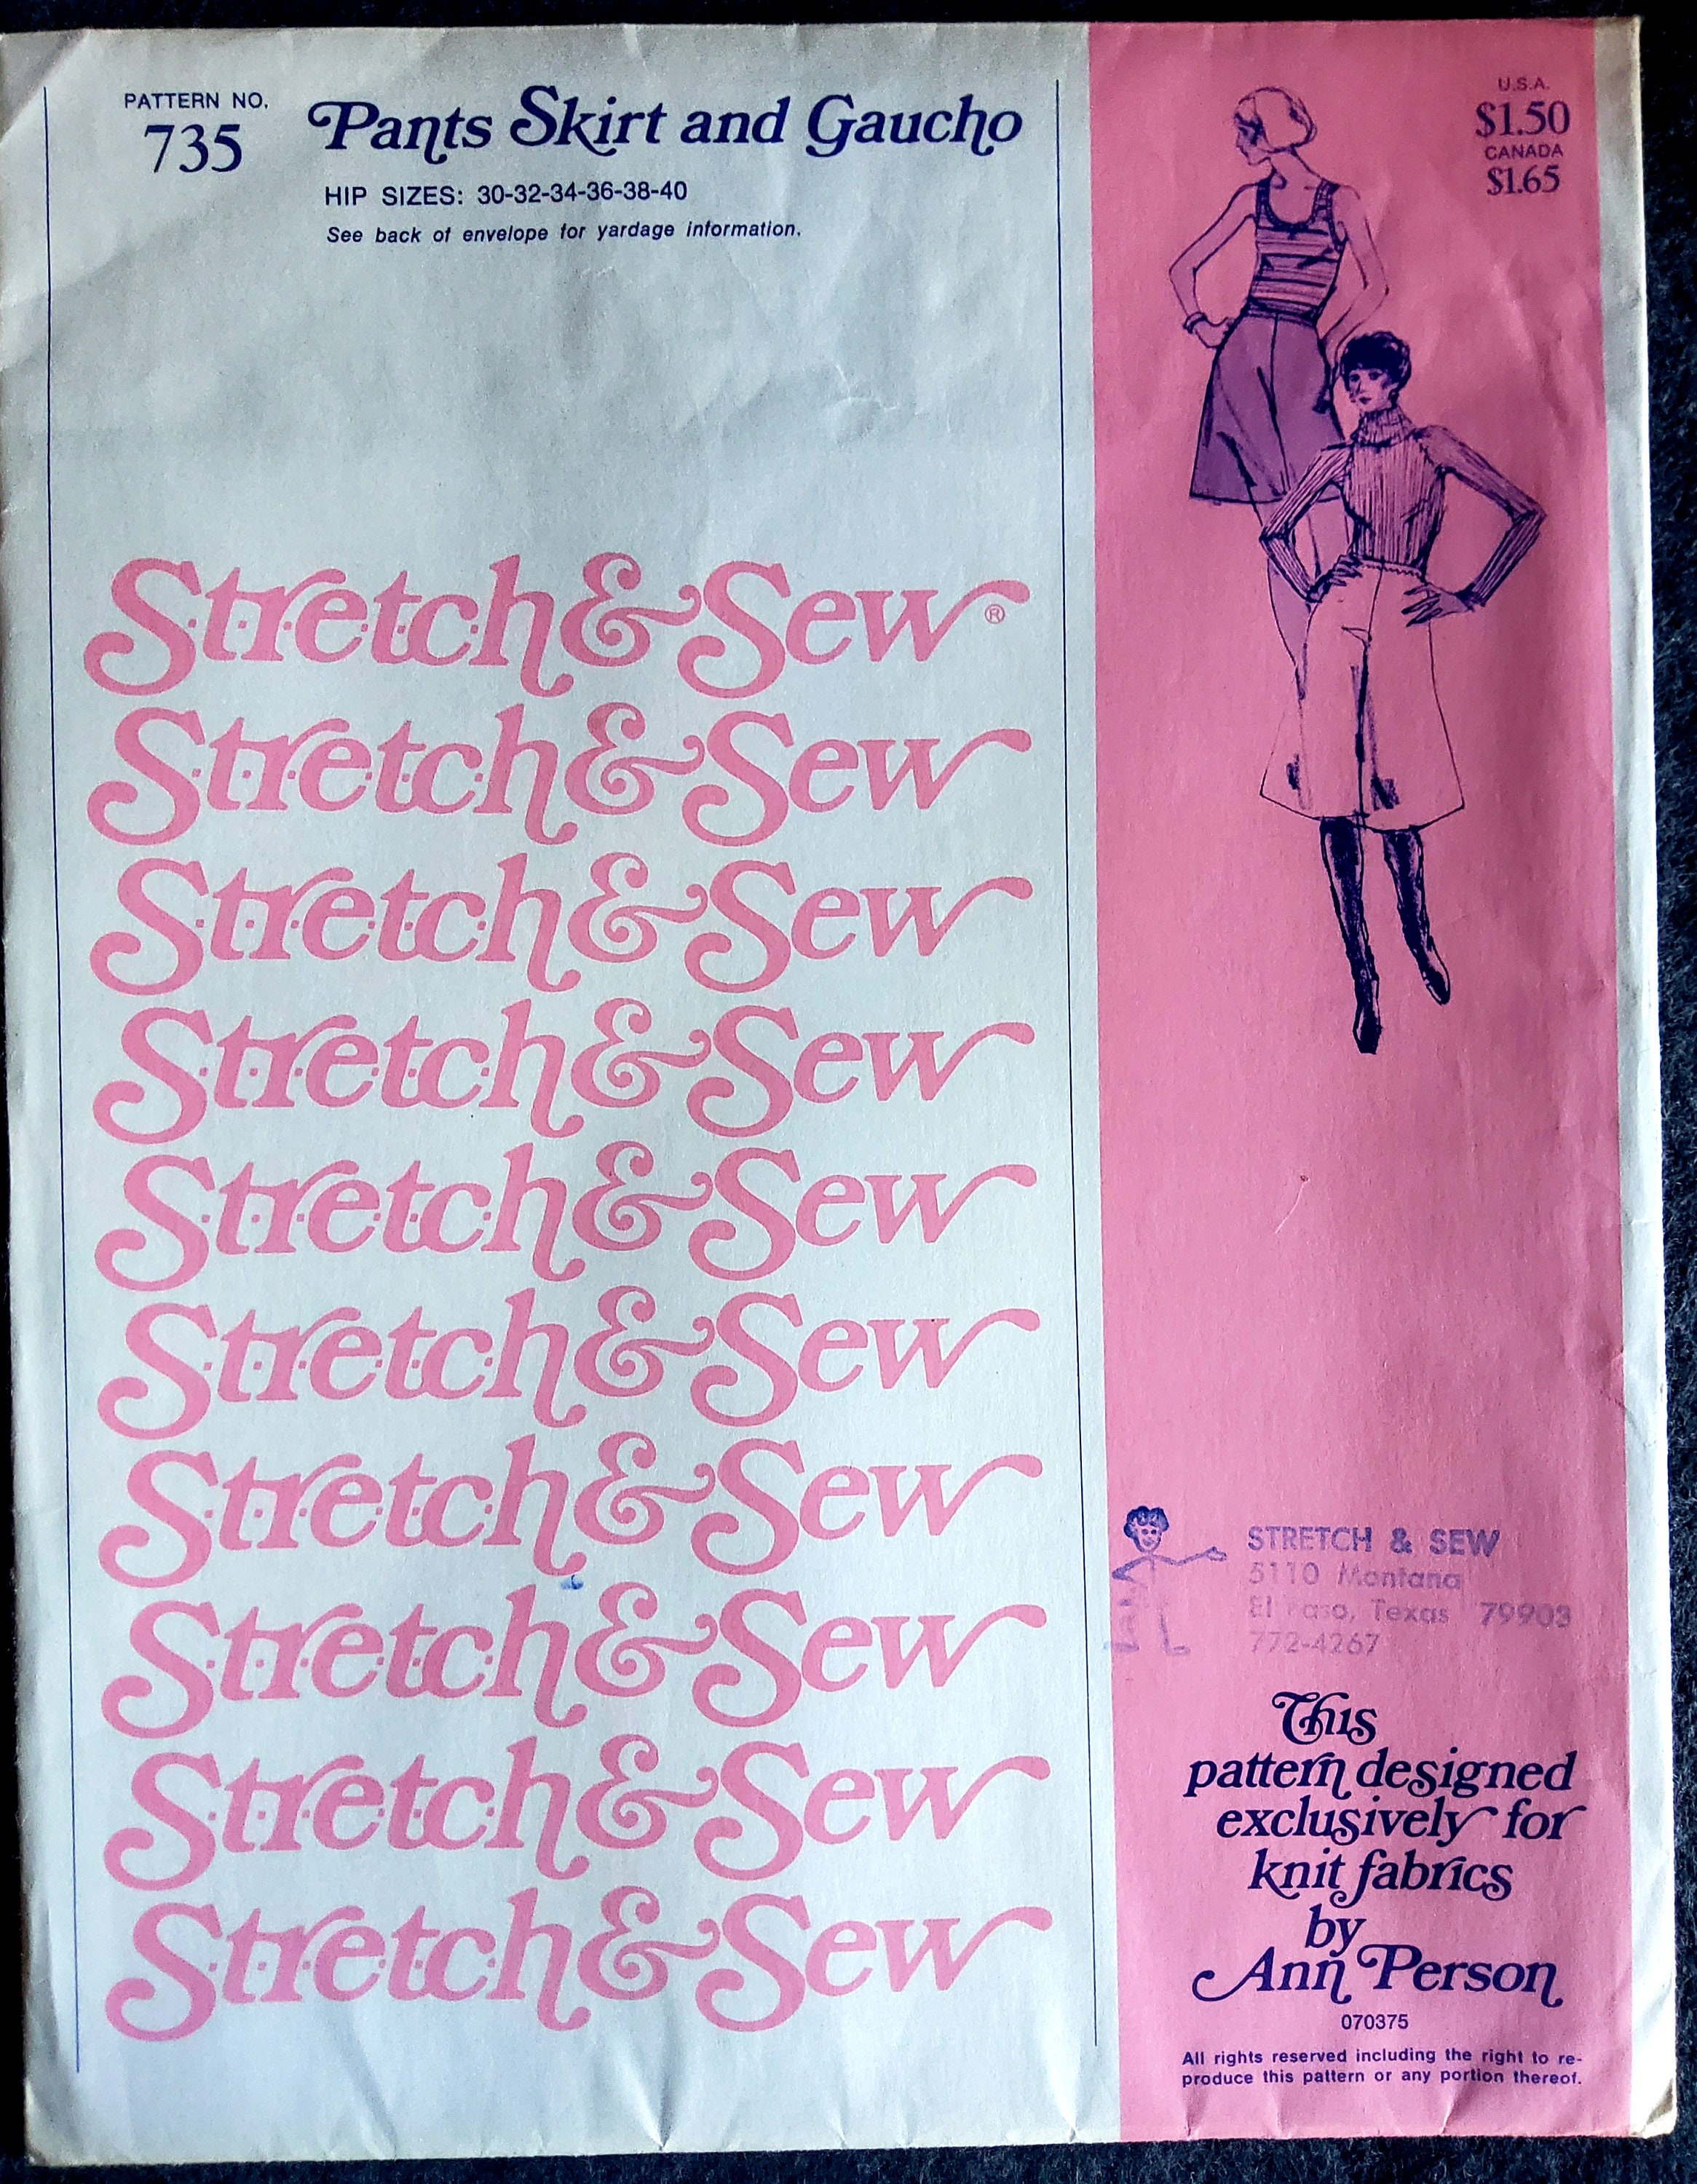 PATTERN NO.
735
Pants Skirt and Gaucho
HIP SIZES: 30-32-34-36-38-40
See back of envelope for yardage information.
U.S.A.
$1.50
CANADA
$1.65
Stretch & Sew®
Stretch & Sew
Stretch & Sew
Stretch & Sew
Stretch & Sew
Stretch & Sew
Stretch & Sew
Stretch & Sew
Stretch & Sew
Stretch & Sew
STRETCH & SEW
5110 Montana
El Paso, Texas 79903
772-4267
This
pattern designed
exclusively for
knit fabrics
by
Ann Person
070375
All rights reserved including the right to re-
produce this pattern or any portion thereof.